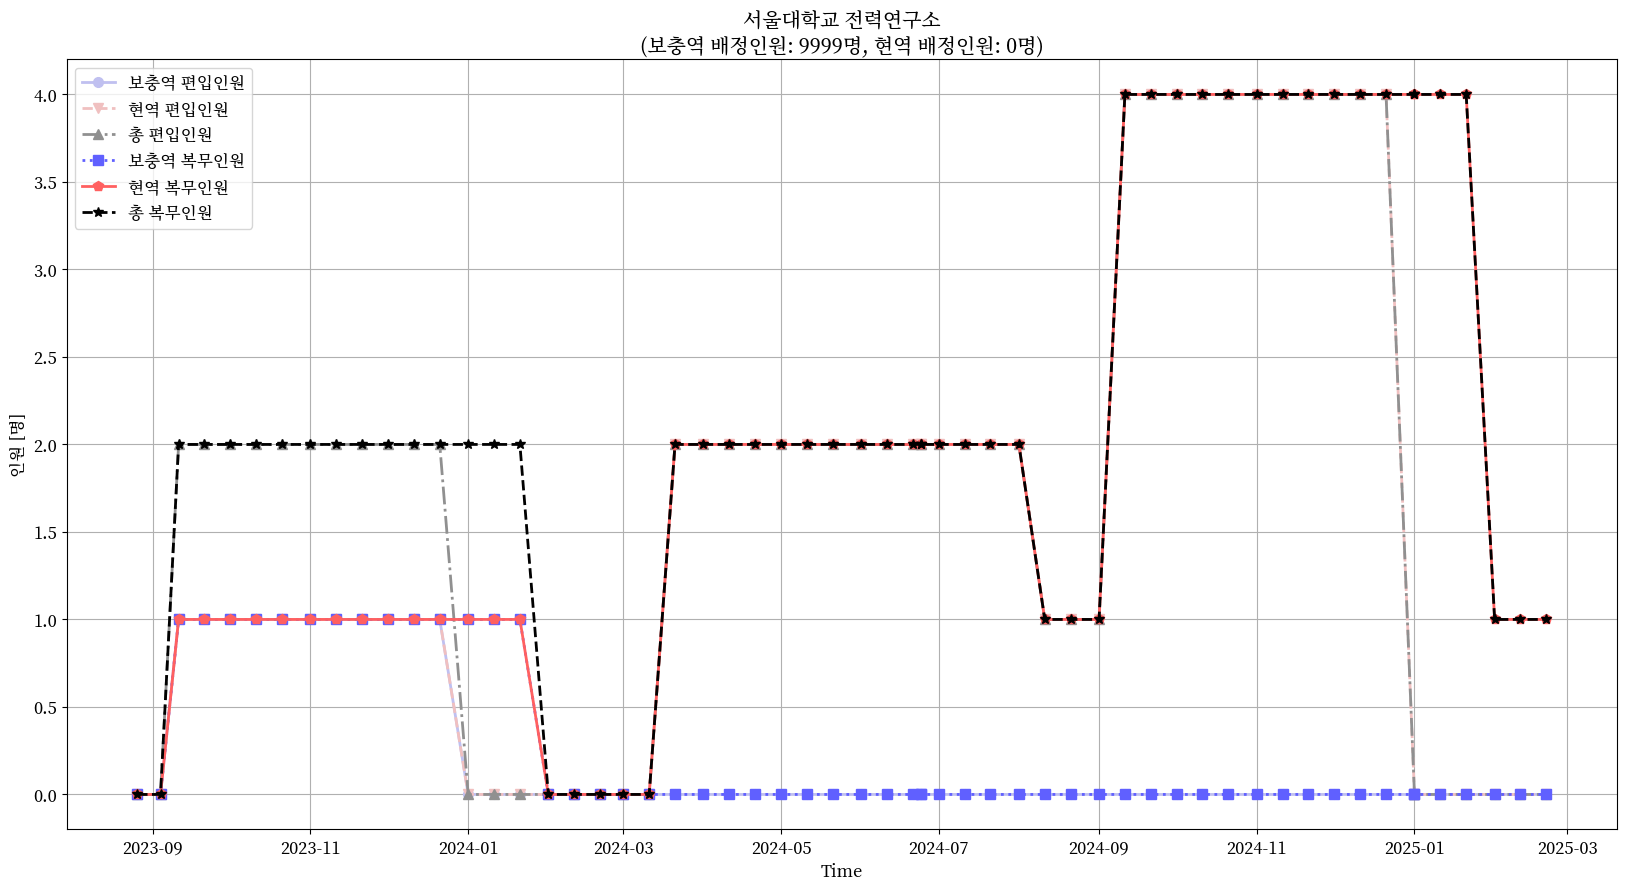 서울대학교 전력연구소
(보충역 배정인원: 9999명, 현역 배정인원: 0명)
보충역 편입인원
현역 편입인원
총 편입인원
보충역 복무인원
현역 복무인원
총 복무인원
4.0
3.5
3.0
2.5
2.0
1.5
1.0
0.5
0.0
인원 [명]
2023-09 2023-11 2024-01 2024-03 2024-05 2024-07 2024-09 2024-11 2025-01 2025-03
Time